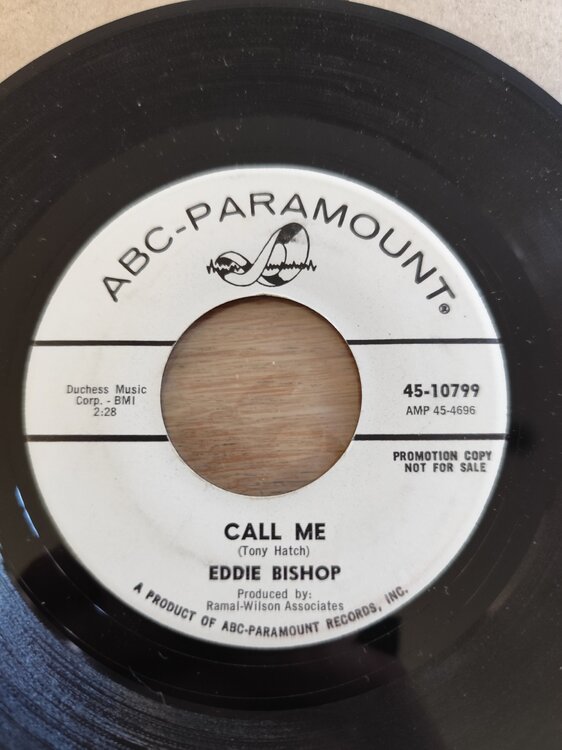 ABC-PARAMOUNT®
Duchess Music
Corp. - BMI
2:28
45-10799
AMP 45-4696
PROMOTION COPY
NOT FOR SALE
CALL ME
(Tony Hatch)
EDDIE BISHOP
Produced by:
Ramal-Wilson Associates
A PRODUCT OF ABC-PARAMOUNT RECORDS, INC.